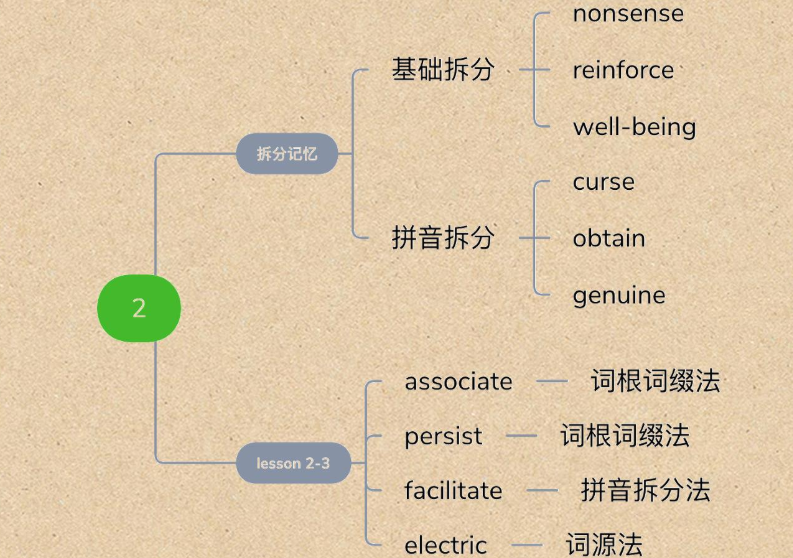 nonsense
基础拆分
reinforce
well-being
拆分记忆
curse
拼音拆分
obtain
genuine
2
associate
词根词缀法
persist
词根词缀法
facilitate
拼音拆分法
lesson 2-3
electric
词源法